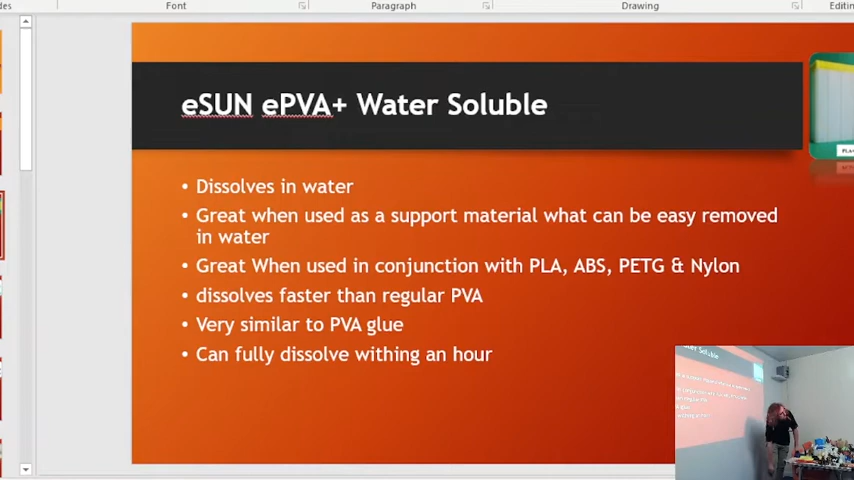 Font
Paragraph
Drawing
Editin
eSUN ePVA+ Water Soluble
• Dissolves in water
• Great when used as a support material what can be easy removed
in water
• Great When used in conjunction with PLA, ABS, PETG & Nylon
• dissolves faster than regular PVA
• Very similar to PVA glue
• Can fully dissolve withing an hour